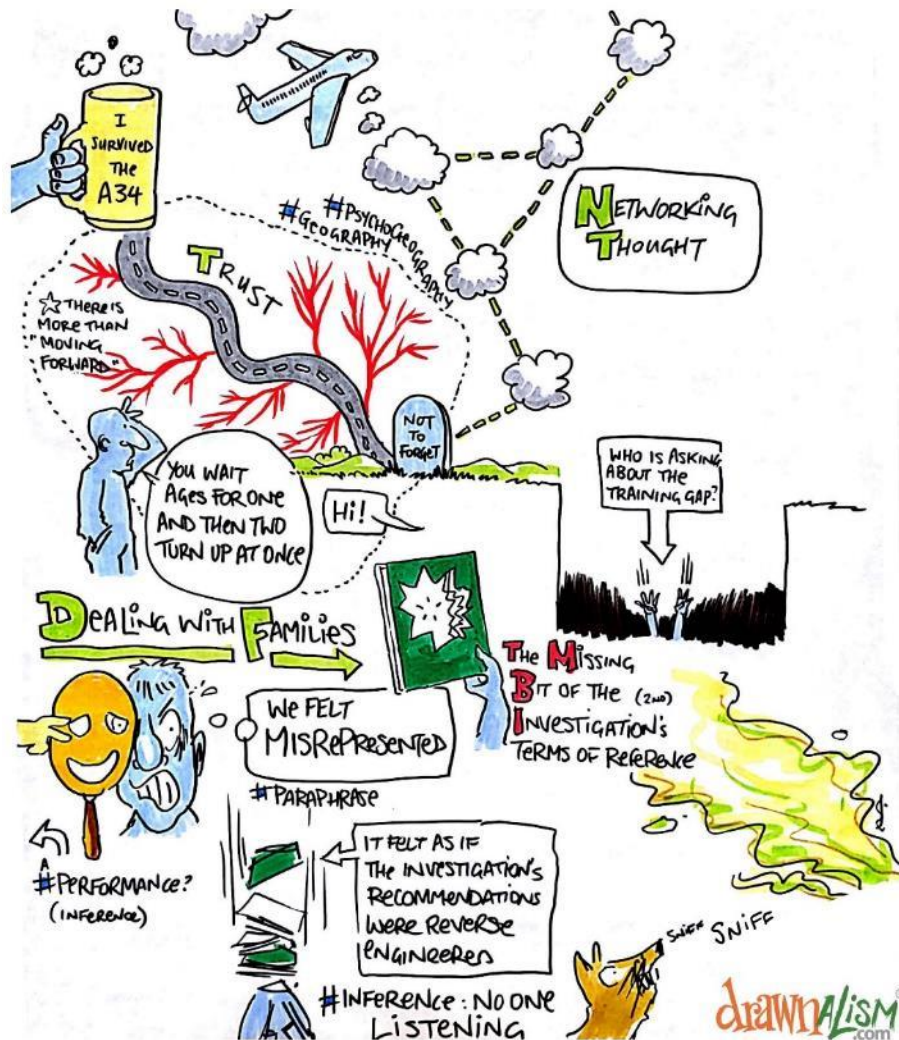 I
SURVIVED
THE
A34
#GEOGRAPHY
#PSYCHOGEOGRAPHY
NETWORKING
THOUGHT
TRUST
☆ THERE IS
MORE THAN
"MOVING
FORWARD"
NOT
TO
FORGET
YOU WAIT
AGES FOR ONE
AND THEN TWO
TURN UP AT ONCE
Hi!
WHO IS ASKING
ABOUT THE
TRAINING GAP?
DEALING WITH FAMILIES
THE MISSING
BIT OF THE (2ND)
INVESTIGATION'S
TERMS OF REFERENCE
WE FELT
MISREPRESENTED
#PARAPHRASE
A
#PERFORMANCE?
(INFERENCE)
IT FELT AS IF
THE INVESTIGATION'S
RECOMMENDATIONS
WERE REVERSE
ENGINEERED
#INFERENCE: NO ONE
LISTENING
SNIFF SNIFF
drawnALISM
.com